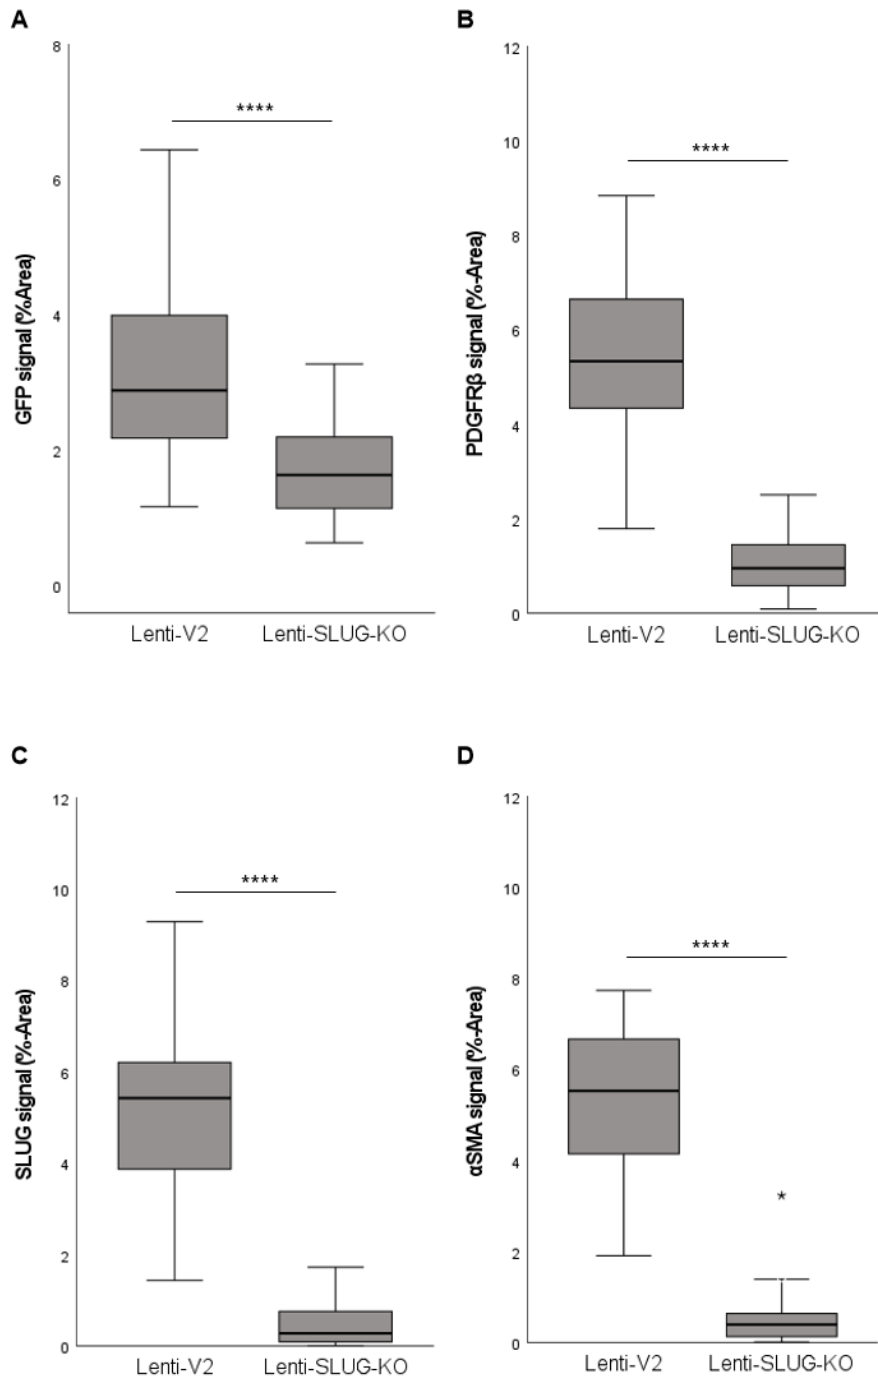 A
GFP signal (%Area)
8
6
4
2
0
****
Lenti-V2
Lenti-SLUG-KO
B
PDGFRβ signal (%-Area)
12
10
8
6
4
2
0
****
Lenti-V2
Lenti-SLUG-KO
C
SLUG signal (%-Area)
12
10
8
6
4
2
0
****
Lenti-V2
Lenti-SLUG-KO
D
αSMA signal (%-Area)
12
10
8
6
4
2
0
****
*
Lenti-V2
Lenti-SLUG-KO